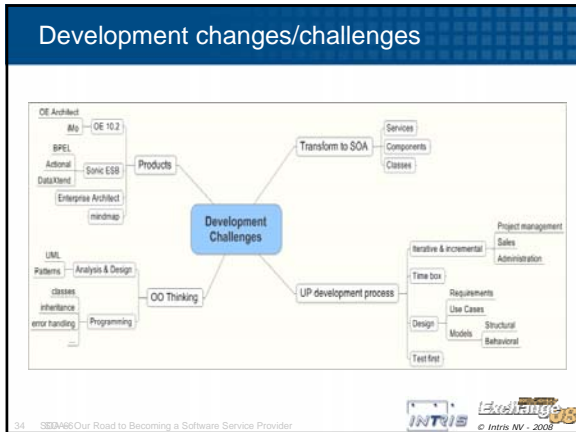 Development changes/challenges
OE Architect
OE 10.2
BPEL
Actional
Sonic ESB
DataXtend
Products
Enterprise Architect
mindmap
Transform to SOA
Services
Components
Classes
Development
Challenges
UML
Patterns
Analysis & Design
OO Thinking
classes
inheritance
error handling
...
Programming
UP development process
Iterative & incremental
Project management
Sales
Administration
Time box
Design
Requirements
Use Cases
Models
Structural
Behavioral
Test first
34
Our Road to Becoming a Software Service Provider
INTRIS
Exchange
08
© Intris NV - 2008